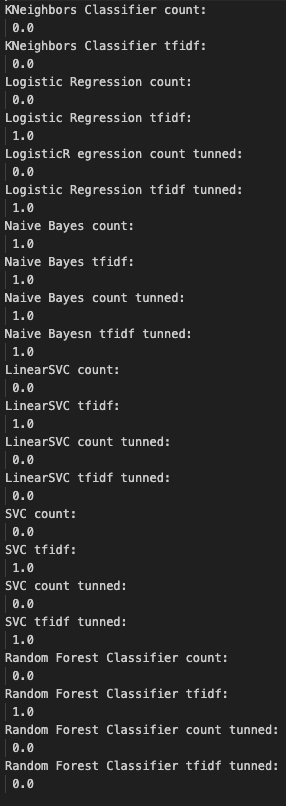 KNeighbors Classifier count:
0.0
KNeighbors Classifier tfidf:
0.0
Logistic Regression count:
0.0
Logistic Regression tfidf:
1.0
LogisticR egression count tunned:
0.0
Logistic Regression tfidf tunned:
1.0
Naive Bayes count:
1.0
Naive Bayes tfidf:
1.0
Naive Bayes count tunned:
1.0
Naive Bayesn tfidf tunned:
1.0
LinearSVC count:
0.0
LinearSVC tfidf:
1.0
LinearSVC count tunned:
0.0
LinearSVC tfidf tunned:
0.0
SVC count:
0.0
SVC tfidf:
1.0
SVC count tunned:
0.0
SVC tfidf tunned:
1.0
Random Forest Classifier count:
0.0
Random Forest Classifier tfidf:
1.0
Random Forest Classifier count tunned:
0.0
Random Forest Classifier tfidf tunned:
0.0